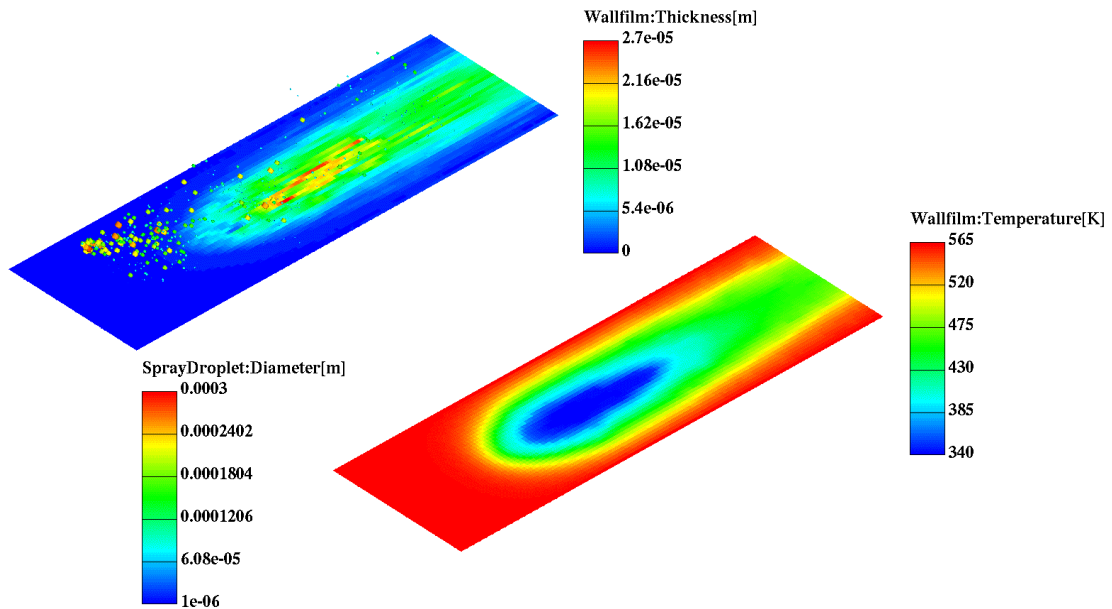 Wallfilm:Thickness[m]
2.7e-05
2.16e-05
1.62e-05
1.08e-05
5.4e-06
0
Wallfilm:Temperature[K]
565
520
475
430
385
340
SprayDroplet:Diameter[m]
0.0003
0.0002402
0.0001804
0.0001206
6.08e-05
1e-06